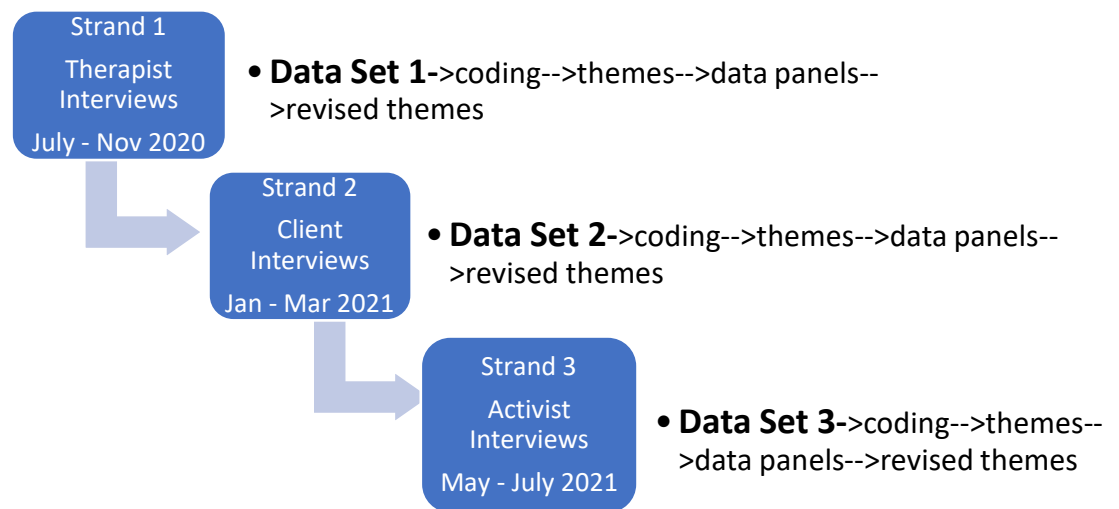 Strand 1
Therapist
Interviews
July - Nov 2020
• Data Set 1->coding-->themes-->data panels--
>revised themes
Strand 2
Client
Interviews
Jan - Mar 2021
• Data Set 2->coding-->themes-->data panels--
>revised themes
Strand 3
Activist
Interviews
May - July 2021
• Data Set 3->coding-->themes--
>data panels-->revised themes